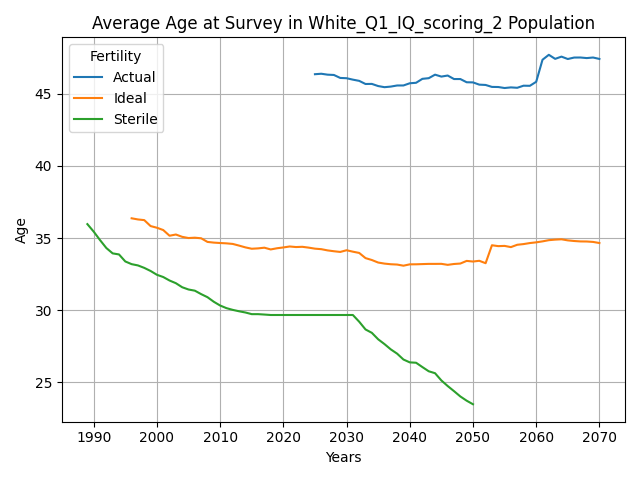 Average Age at Survey in White_Q1_IQ_scoring_2 Population
Fertility
Actual
Ideal
Sterile
Age
45
40
35
30
25
1990 2000 2010 2020 2030 2040 2050 2060 2070
Years